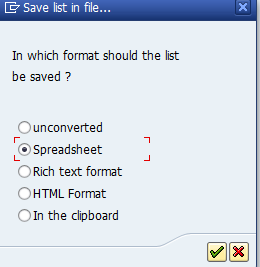 Save list in file...
In which format should the list
be saved ?
unconverted
Spreadsheet
Rich text format
HTML Format
In the clipboard